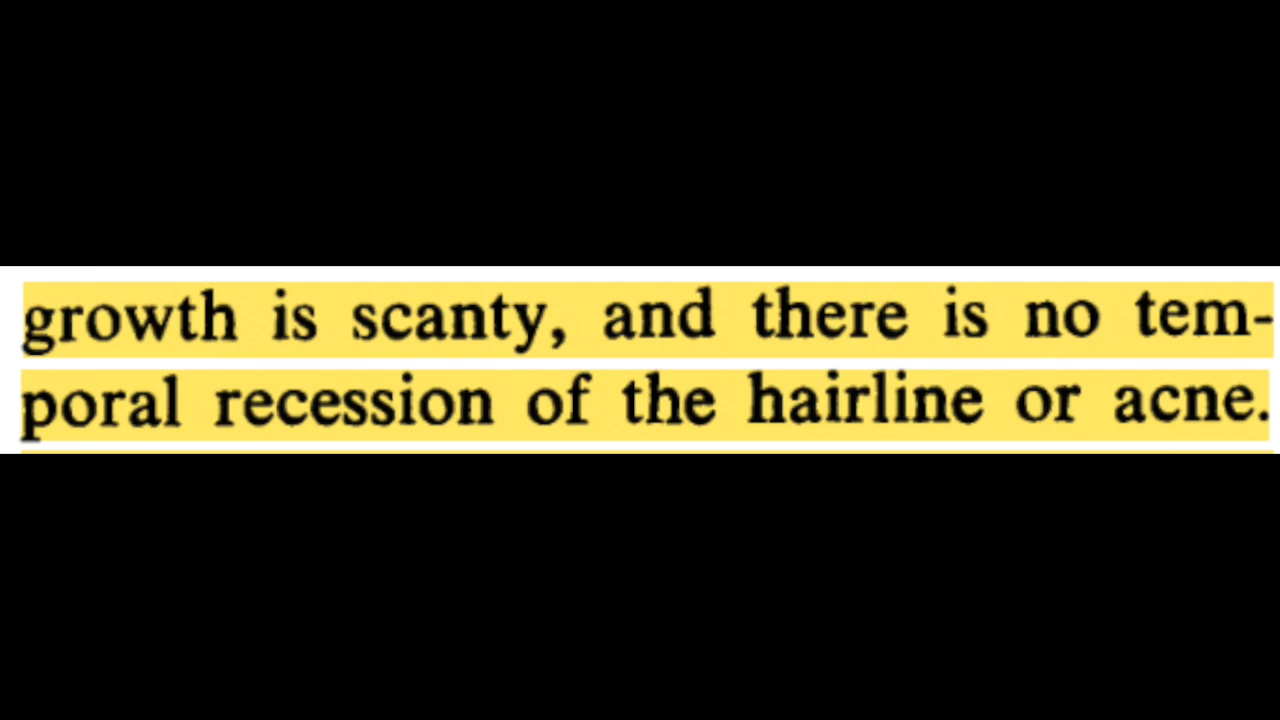 growth is scanty, and there is no tem-
poral recession of the hairline or acne.